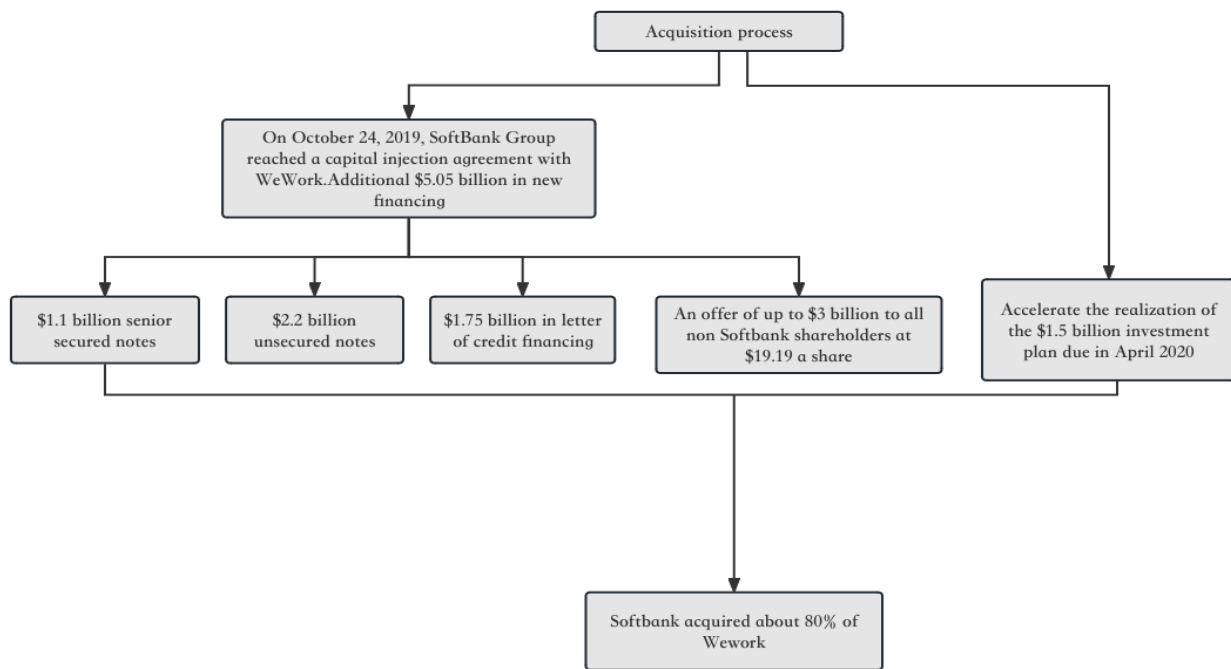 Acquisition process
On October 24, 2019, SoftBank Group
reached a capital injection agreement with
WeWork.Additional $5.05 billion in new
financing
$1.1 billion senior
secured notes
$2.2 billion
unsecured notes
$1.75 billion in letter
of credit financing
An offer of up to $3 billion to all
non Softbank shareholders at
$19.19 a share
Accelerate the realization of
the $1.5 billion investment
plan due in April 2020
Softbank acquired about 80% of
Wework